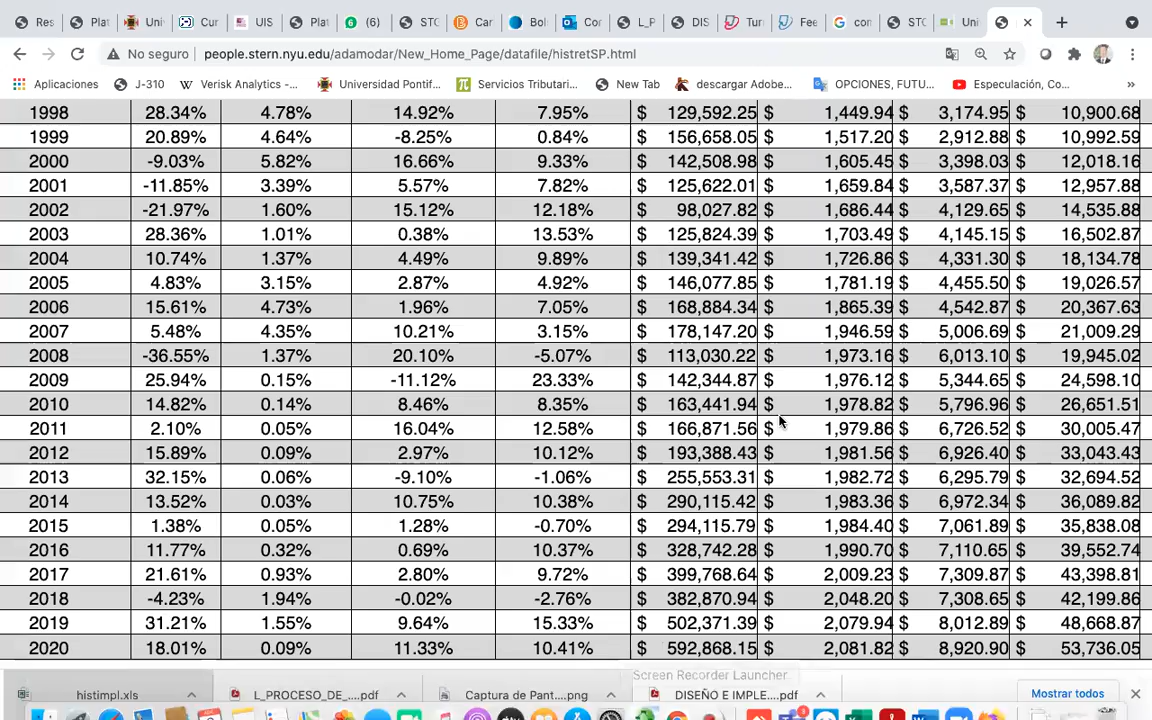 Res Plat Uni Cur UIS Plat (6) STC Car Bol Cor L_P DIS Tur Fee con STC Uni
No seguro people.stern.nyu.edu/adamodar/New_Home_Page/datafile/histretSP.html
Aplicaciones J-310 Verisk Analytics -... Universidad Pontif... Servicios Tributari... New Tab descargar Adobe... OPCIONES, FUTU... Especulación, Co... »
1998 28.34% 4.78% 14.92% 7.95% $ 129,592.25 $ 1,449.94 $ 3,174.95 $ 10,900.68
1999 20.89% 4.64% -8.25% 0.84% $ 156,658.05 $ 1,517.20 $ 2,912.88 $ 10,992.59
2000 -9.03% 5.82% 16.66% 9.33% $ 142,508.98 $ 1,605.45 $ 3,398.03 $ 12,018.16
2001 -11.85% 3.39% 5.57% 7.82% $ 125,622.01 $ 1,659.84 $ 3,587.37 $ 12,957.88
2002 -21.97% 1.60% 15.12% 12.18% $ 98,027.82 $ 1,686.44 $ 4,129.65 $ 14,535.88
2003 28.36% 1.01% 0.38% 13.53% $ 125,824.39 $ 1,703.49 $ 4,145.15 $ 16,502.87
2004 10.74% 1.37% 4.49% 9.89% $ 139,341.42 $ 1,726.86 $ 4,331.30 $ 18,134.78
2005 4.83% 3.15% 2.87% 4.92% $ 146,077.85 $ 1,781.19 $ 4,455.50 $ 19,026.57
2006 15.61% 4.73% 1.96% 7.05% $ 168,884.34 $ 1,865.39 $ 4,542.87 $ 20,367.63
2007 5.48% 4.35% 10.21% 3.15% $ 178,147.20 $ 1,946.59 $ 5,006.69 $ 21,009.29
2008 -36.55% 1.37% 20.10% -5.07% $ 113,030.22 $ 1,973.16 $ 6,013.10 $ 19,945.02
2009 25.94% 0.15% -11.12% 23.33% $ 142,344.87 $ 1,976.12 $ 5,344.65 $ 24,598.10
2010 14.82% 0.14% 8.46% 8.35% $ 163,441.94 $ 1,978.82 $ 5,796.96 $ 26,651.51
2011 2.10% 0.05% 16.04% 12.58% $ 166,871.56 $ 1,979.86 $ 6,726.52 $ 30,005.47
2012 15.89% 0.09% 2.97% 10.12% $ 193,388.43 $ 1,981.56 $ 6,926.40 $ 33,043.43
2013 32.15% 0.06% -9.10% -1.06% $ 255,553.31 $ 1,982.72 $ 6,295.79 $ 32,694.52
2014 13.52% 0.03% 10.75% 10.38% $ 290,115.42 $ 1,983.36 $ 6,972.34 $ 36,089.82
2015 1.38% 0.05% 1.28% -0.70% $ 294,115.79 $ 1,984.40 $ 7,061.89 $ 35,838.08
2016 11.77% 0.32% 0.69% 10.37% $ 328,742.28 $ 1,990.70 $ 7,110.65 $ 39,552.74
2017 21.61% 0.93% 2.80% 9.72% $ 399,768.64 $ 2,009.23 $ 7,309.87 $ 43,398.81
2018 -4.23% 1.94% -0.02% -2.76% $ 382,870.94 $ 2,048.20 $ 7,308.65 $ 42,199.86
2019 31.21% 1.55% 9.64% 15.33% $ 502,371.39 $ 2,079.94 $ 8,012.89 $ 48,668.87
2020 18.01% 0.09% 11.33% 10.41% $ 592,868.15 $ 2,081.82 $ 8,920.90 $ 53,736.05
Screen Recorder Launcher
histimpl.xls L_PROCESO_DE_....pdf Captura de Pant....png DISEÑO E IMPLE....pdf Mostrar todos